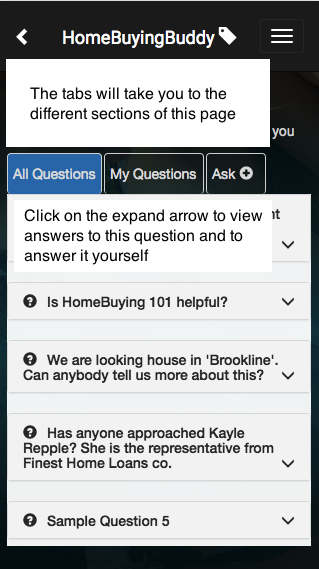 HomeBuyingBuddy
The tabs will take you to the
different sections of this page
you
All Questions
My Questions
Ask
Click on the expand arrow to view
answers to this question and to
answer it yourself
Is HomeBuying 101 helpful?
We are looking house in 'Brookline'.
Can anybody tell us more about this?
Has anyone approached Kayle
Repple? She is the representative from
Finest Home Loans co.
Sample Question 5